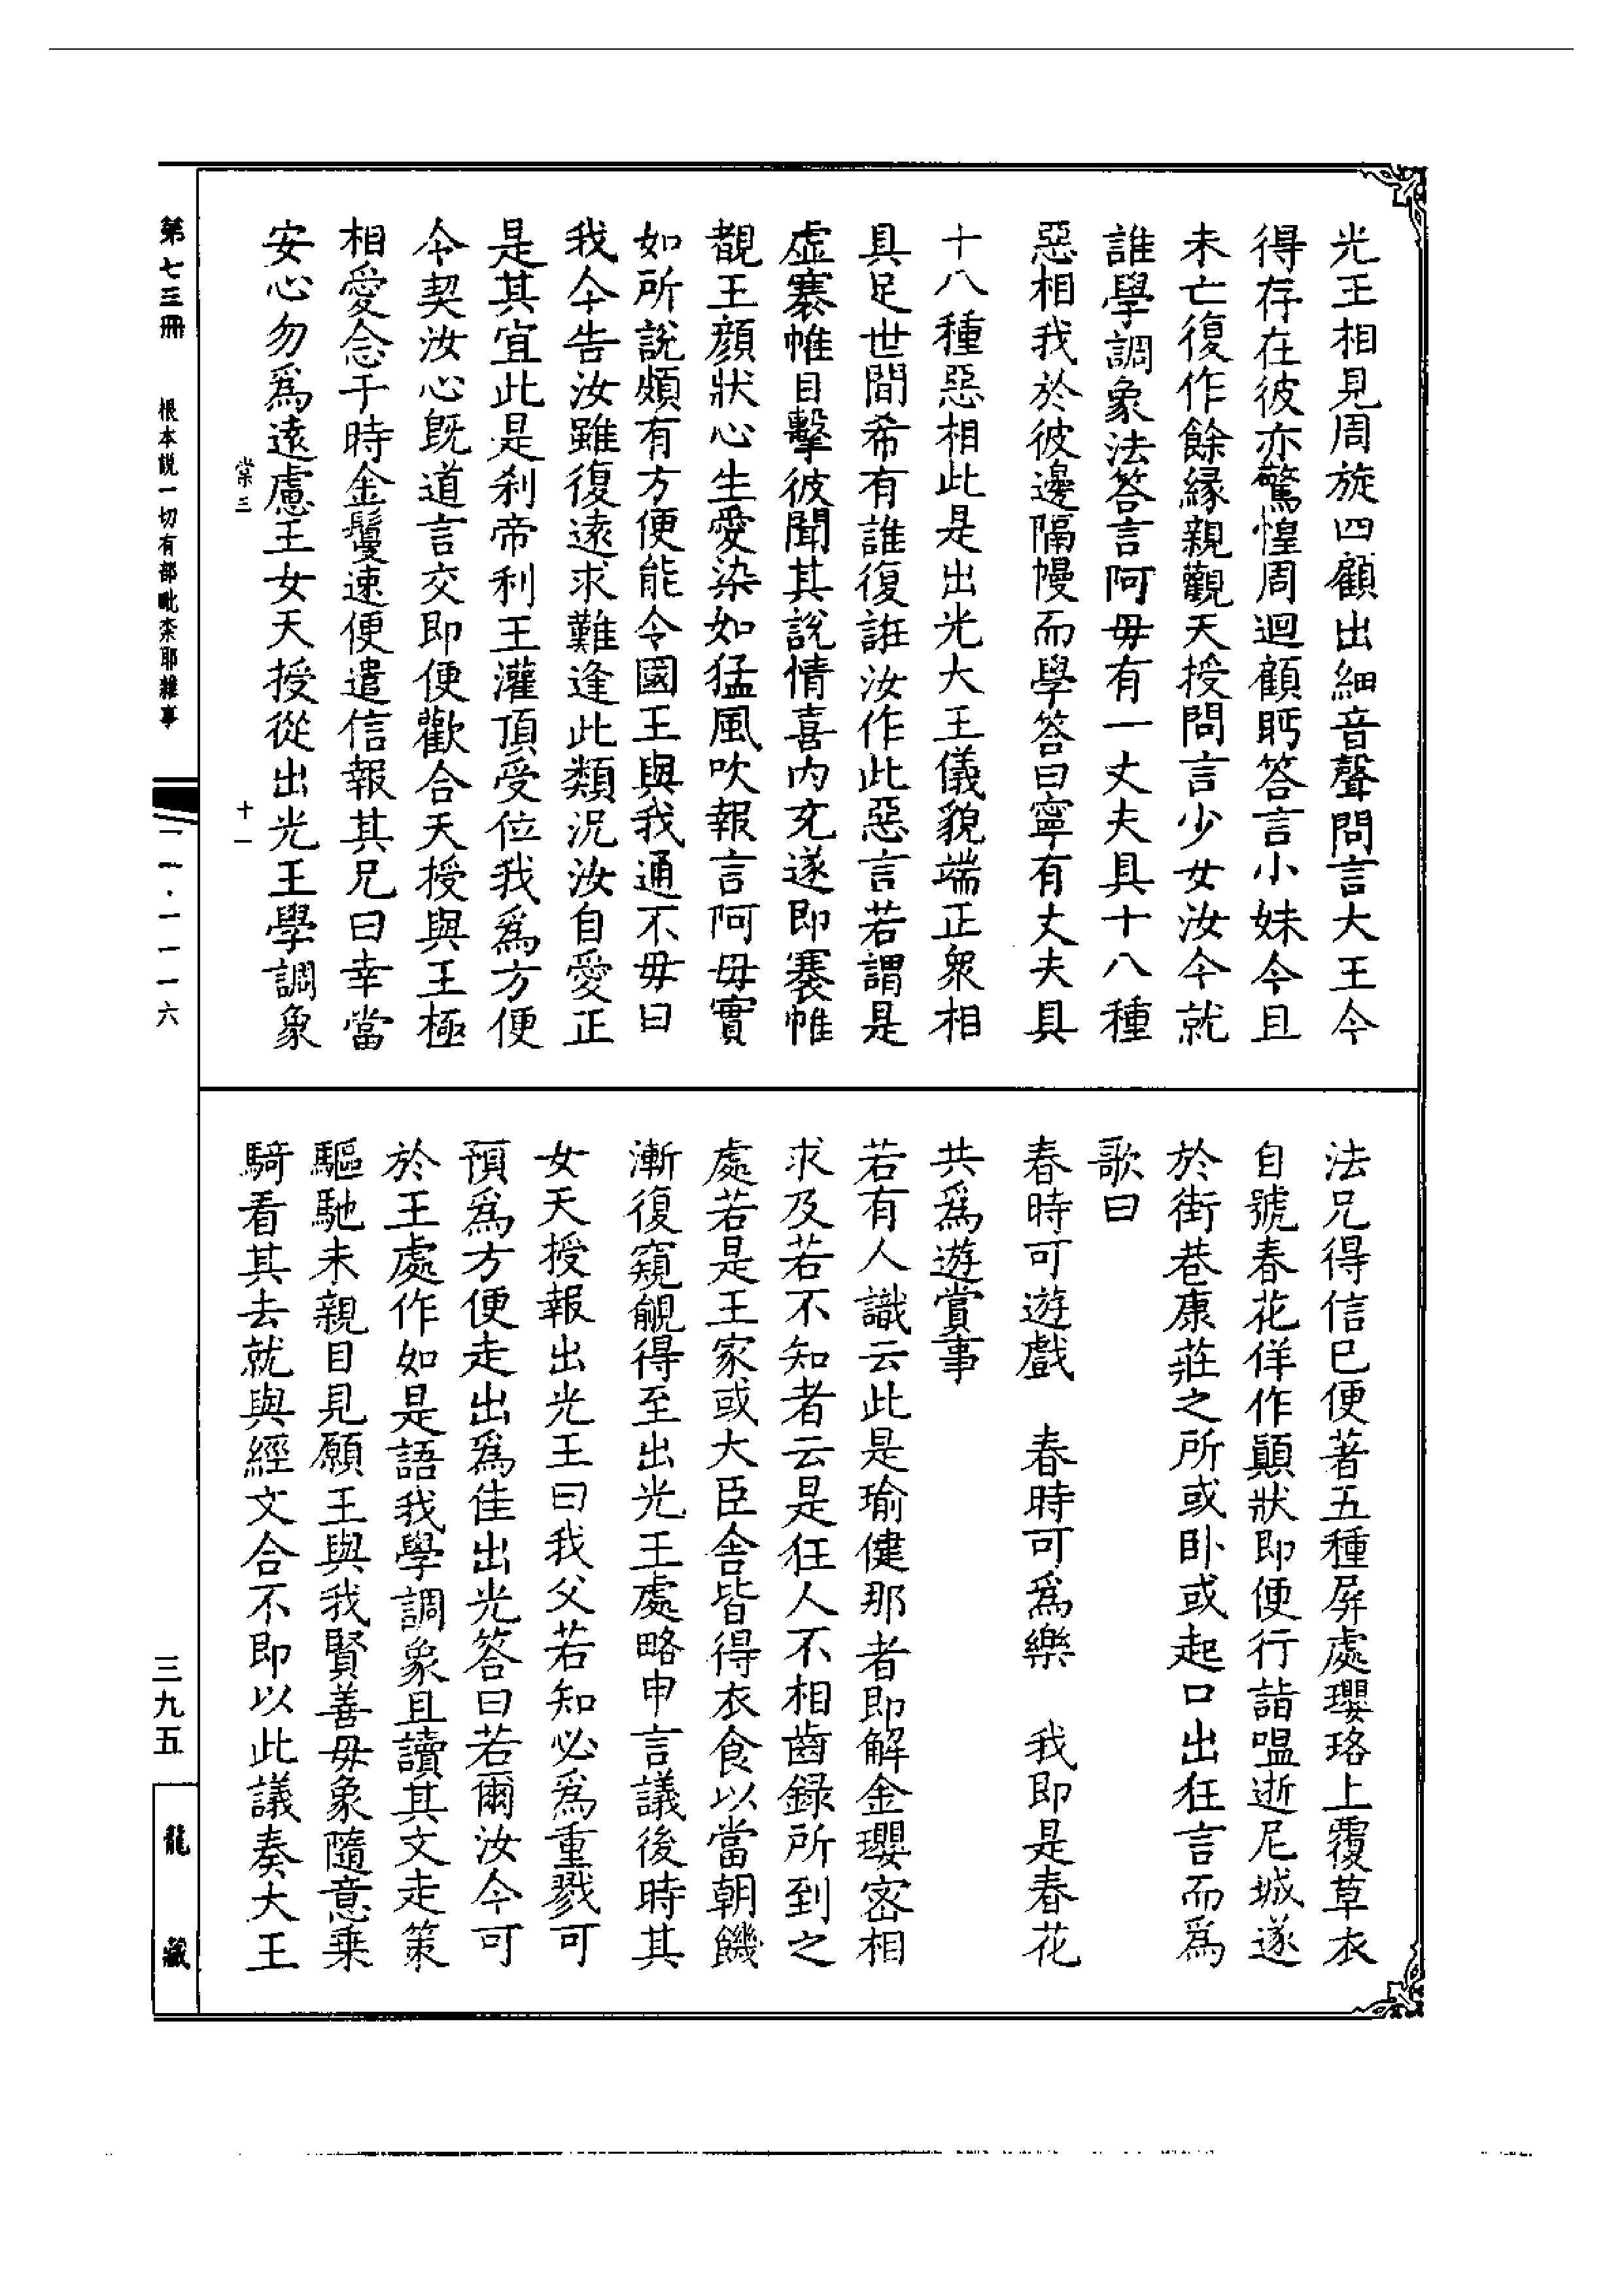 光王相見周旋四顧出細音聲問言大王今
得存在彼亦驚惶周迴顧眄答言小妹今且
未亡復作餘緣親觀天授問言少女汝今就
誰學調象法答言阿毋有一丈夫具十八種
惡相我於彼邊隔幔而學答曰寧有丈夫具
十八種惡相此是出光大王儀貌端正衆相
具足世間希有誰復誑汝作此惡言若謂是
虛褰帷目擊彼聞其說情喜內充遂即褰帷
覩王顏狀心生愛染如猛風吹報言阿毋實
如所說頗有方便能令國王與我通不毋曰
我今告汝雖復遠求難逢此類況汝自愛正
是其宜此是刹帝利王灌頂受位我爲方便
今契汝心旣道言交即便歡合天授與王極
相愛念于時金鬘速便遣信報其兄曰幸當
安心勿爲遠慮王女天授從出光王學調象
棠三
十一
法兄得信已便著五種屏處瓔珞上覆草衣
自號春花佯作顚狀即便行詣嗢逝尼城遂
於街巷康莊之所或卧或起口出狂言而爲
歌曰
春時可遊戲　春時可爲樂　我即是春花
共爲遊賞事
若有人識云此是瑜健那者即解金瓔密相
求及若不知者云是狂人不相齒録所到之
處若是王家或大臣舍皆得衣食以當朝饑
漸復窺覦得至出光王處略申言議後時其
女天授報出光王曰我父若知必爲重戮可
預爲方便走出爲佳出光答曰若爾汝今可
於王處作如是語我學調象且讀其文走策
驅馳未親目見願王與我賢善毋象隨意乗
騎看其去就與經文合不即以此議奏大王
第七三冊
根本説一切有部毗柰耶雜事
一一·一一一六
三九五
龍藏